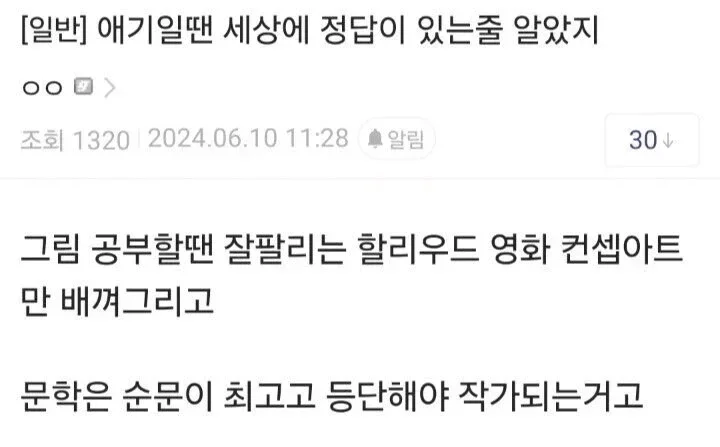 [일반] 애기일땐 세상에 정답이 있는줄 알았지
ㅇㅇ
조회 1320 2024.06.10 11:28 알림
30↓
그림 공부할땐 잘팔리는 할리우드 영화 컨셉아트
만 배껴그리고
문학은 순문이 최고고 등단해야 작가되는거고